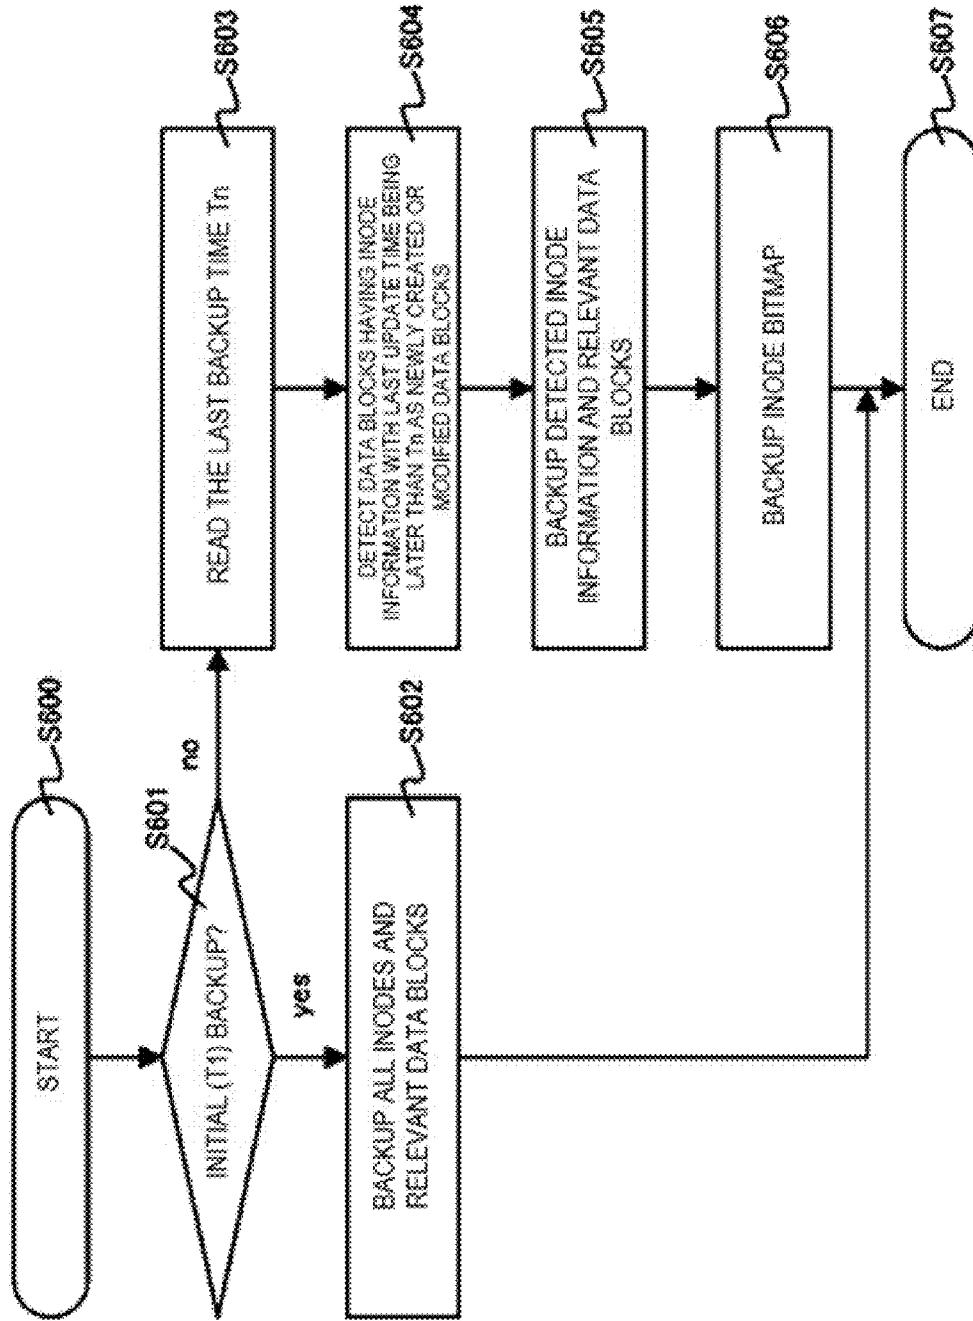 START
S600
INITIAL (T1) BACKUP?
S601
no
yes
BACKUP ALL INODES AND
RELEVANT DATA BLOCKS
S602
READ THE LAST BACKUP TIME Tn
S603
DETECT DATA BLOCKS HAVING INODE
INFORMATION WITH LAST UPDATE TIME BEING
LATER THAN Tn AS NEWLY CREATED OR
MODIFIED DATA BLOCKS
S604
BACKUP DETECTED INODE
INFORMATION AND RELEVANT DATA
BLOCKS
S605
BACKUP INODE BITMAP
S606
END
S607